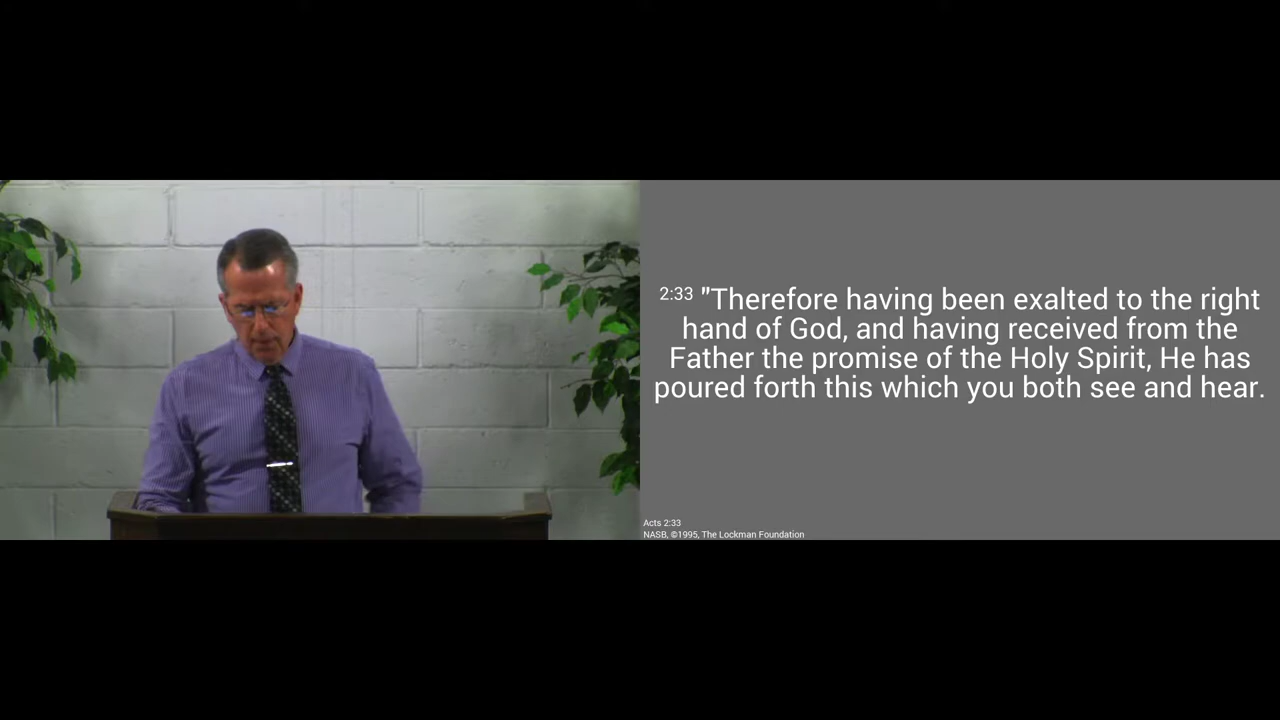 2:33 "Therefore having been exalted to the right
hand of God, and having received from the
Father the promise of the Holy Spirit, He has
poured forth this which you both see and hear.
Acts 2:33
NASB, ©1995, The Lockman Foundation